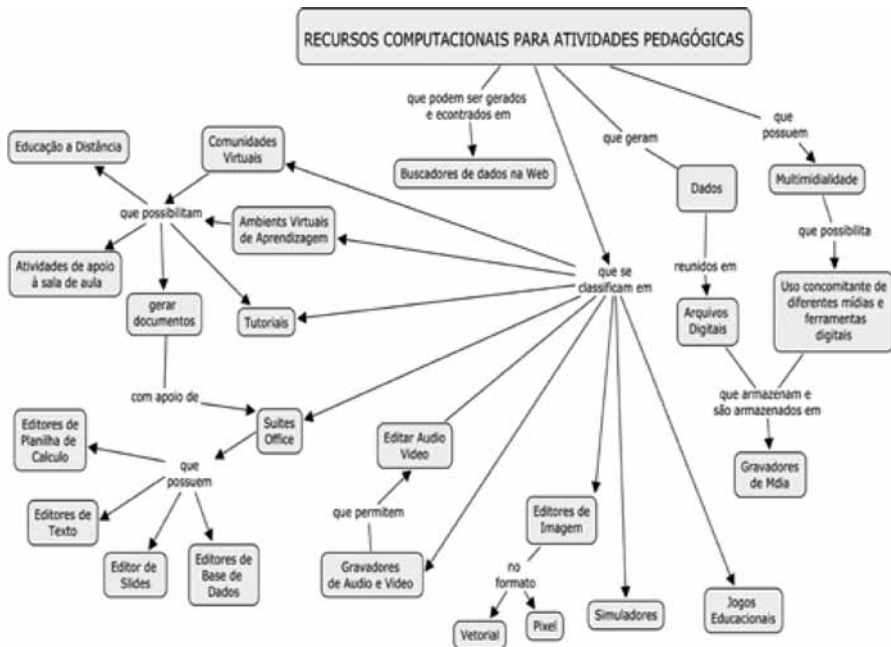 RECURSOS COMPUTACIONAIS PARA ATIVIDADES PEDAGÓGICAS
que podem ser gerados
e econtrados em
Buscadores de dados na Web
que geram
Dados
reunidos em
Arquivos
Digitais
que
possuem
Multimidialidade
que possibilita
Uso concomitante de
diferentes mídias e
ferramentas
digitais
que armazenam e
são armazenados em
Gravadores
de Mdia
que se
classificam em
Comunidades
Virtuais
Ambients Virtuais
de Aprendizagem
que possibilitam
Educação a Distância
Atividades de apoio
à sala de aula
gerar
documentos
Tutoriais
com apoio de
Suites
Office
que
possuem
Editores de
Planilha de
Calculo
Editores de
Texto
Editor de
Slides
Editores de
Base de
Dados
Editar Audio
Video
que permitem
Gravadores
de Audio e Video
Editores de
Imagem
no
formato
Vetorial
Pixel
Simuladores
Jogos
Educacionais